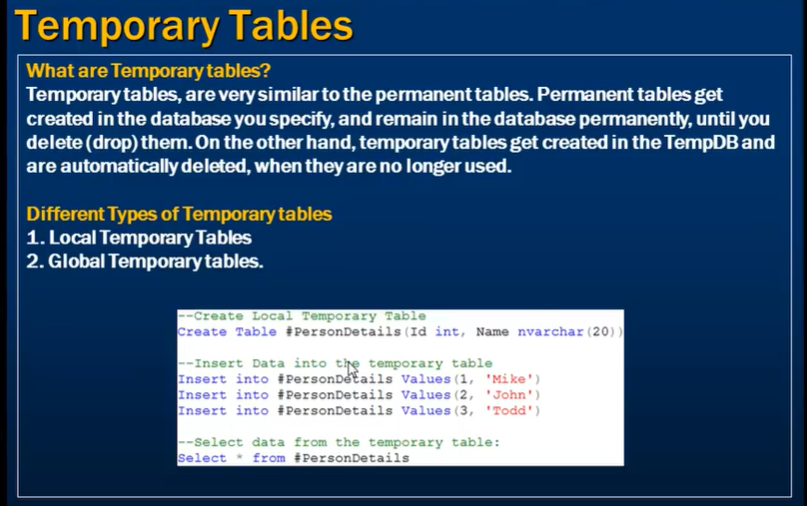 Temporary Tables
What are Temporary tables?
Temporary tables, are very similar to the permanent tables. Permanent tables get
created in the database you specify, and remain in the database permanently, until you
delete (drop) them. On the other hand, temporary tables get created in the TempDB and
are automatically deleted, when they are no longer used.
Different Types of Temporary tables
1. Local Temporary Tables
2. Global Temporary tables.
--Create Local Temporary Table
Create Table #PersonDetails(Id int, Name nvarchar(20))
--Insert Data into the temporary table
Insert into #PersonDetails Values(1, 'Mike')
Insert into #PersonDetails Values(2, 'John')
Insert into #PersonDetails Values(3, 'Todd')
--Select data from the temporary table:
Select * from #PersonDetails